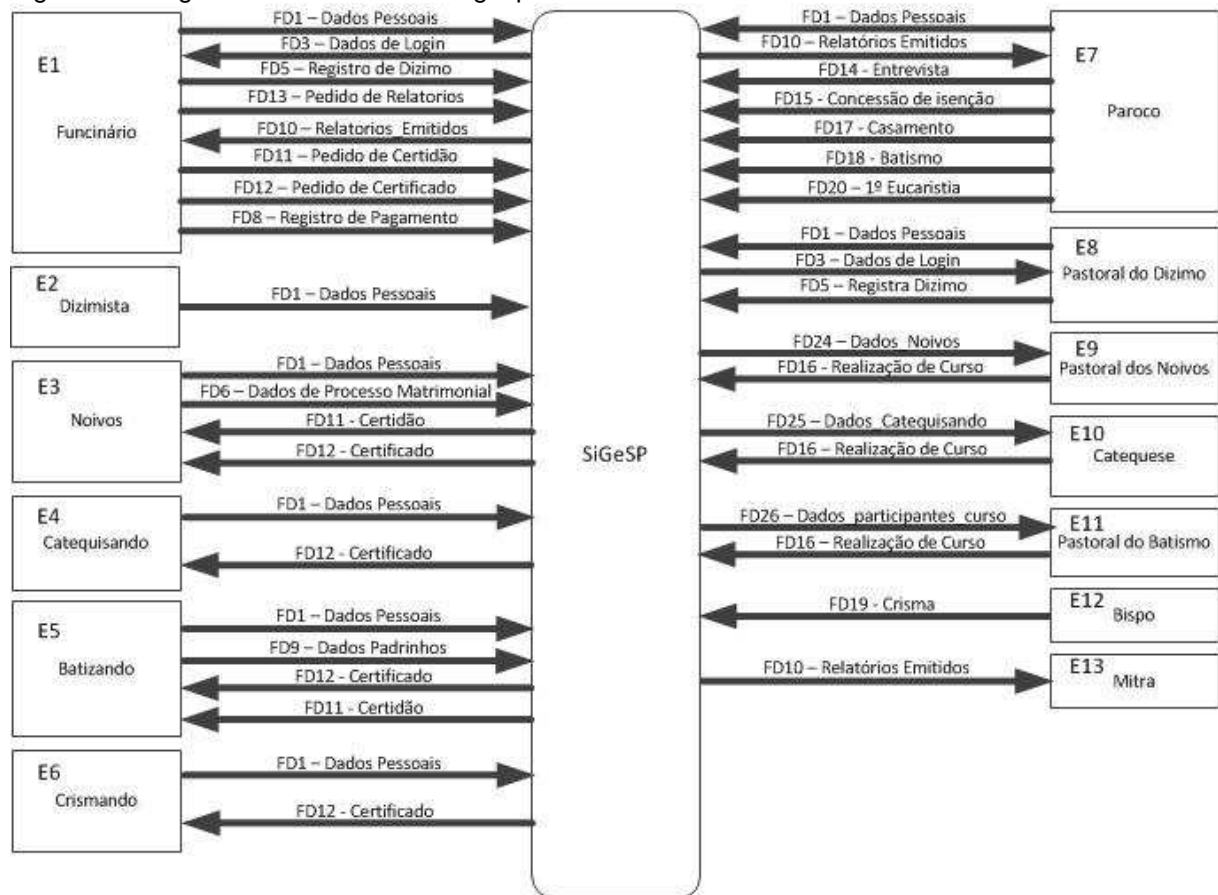 FD1 – Dados Pessoais
FD3 – Dados de Login
E1
FD5 – Registro de Dizimo
FD13 – Pedido de Relatorios
Funcinário
FD10 – Relatorios_Emitidos
FD11 – Pedido de Certidão
FD12 – Pedido de Certificado
FD8 – Registro de Pagamento
E2
Dizimista
FD1 – Dados Pessoais
FD1 – Dados Pessoais
E3
FD6 – Dados de Processo Matrimonial
Noivos
FD11 - Certidão
FD12 - Certificado
E4
FD1 – Dados Pessoais
Catequisando
FD12 - Certificado
FD1 – Dados Pessoais
E5
FD9 – Dados Padrinhos
Batizando
FD12 - Certificado
FD11 - Certidão
FD1 – Dados Pessoais
E6
Crismando
FD12 - Certificado
SiGeSP
FD1 – Dados Pessoais
FD10 – Relatórios Emitidos
E7
FD14 - Entrevista
FD15 - Concessão de isenção
Paroco
FD17 - Casamento
FD18 - Batismo
FD20 – 1º Eucaristia
FD1 – Dados Pessoais
E8
FD3 – Dados de Login
Pastoral do Dizimo
FD5 – Registra Dizimo
FD24 – Dados_Noivos
E9
FD16 - Realização de Curso
Pastoral dos Noivos
FD25 – Dados_Catequisando
E10
FD16 - Realização de Curso
Catequese
FD26 – Dados_participantes_curso
E11
FD16 – Realização de Curso
Pastoral do Batismo
FD19 - Crisma
E12
Bispo
FD10 – Relatórios Emitidos
E13
Mitra